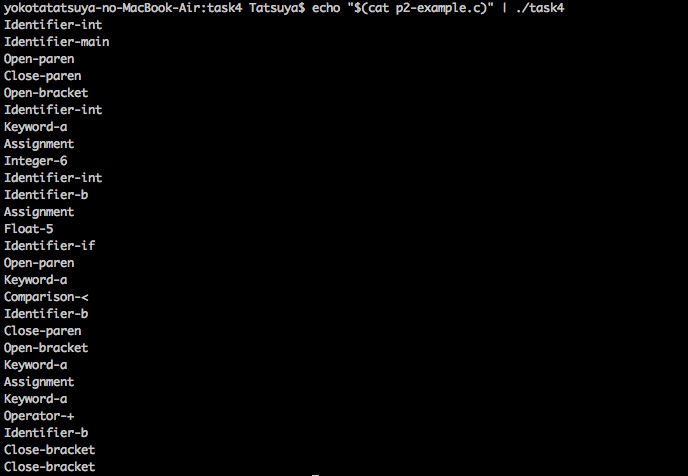 yokotatatsuya-no-MacBook-Air:task4 Tatsuya$ echo "$(cat p2-example.c)" | ./task4
Identifier-int
Identifier-main
Open-paren
Close-paren
Open-bracket
Identifier-int
Keyword-a
Assignment
Integer-6
Identifier-int
Identifier-b
Assignment
Float-5
Identifier-if
Open-paren
Keyword-a
Comparison-<
Identifier-b
Close-paren
Open-bracket
Keyword-a
Assignment
Keyword-a
Operator-+
Identifier-b
Close-bracket
Close-bracket